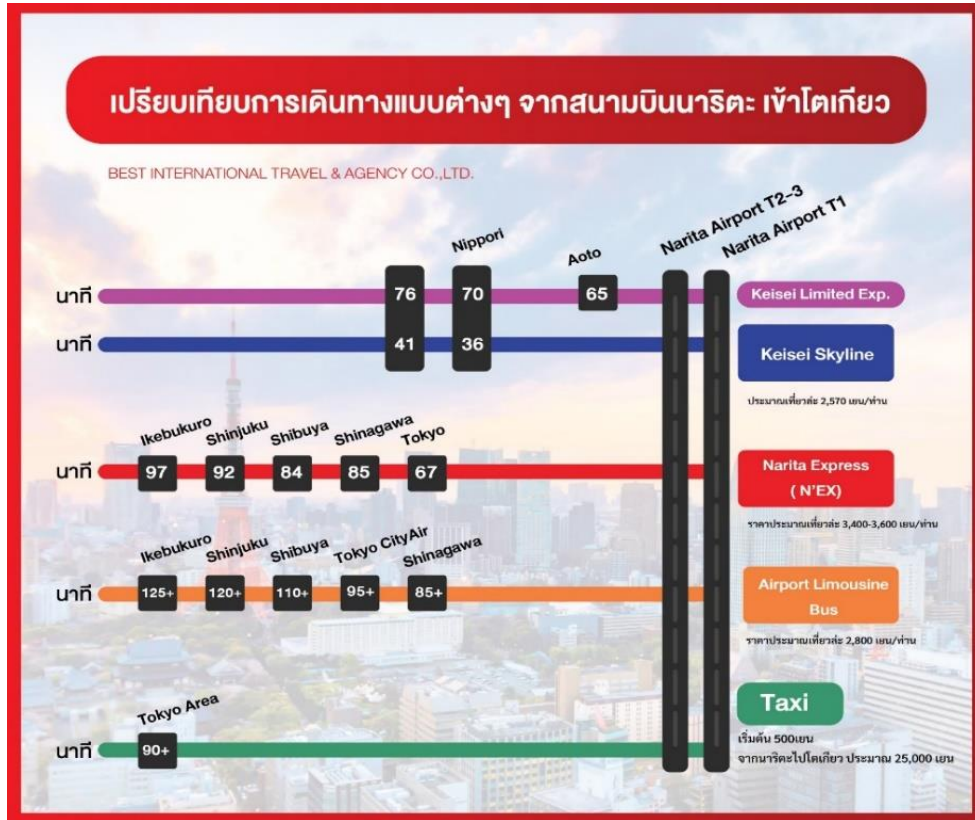 เปรียบเทียบการเดินทางแบบต่างๆ จากสนามบินนาริตะ เข้าโตเกียว
BEST INTERNATIONAL TRAVEL & AGENCY CO.,LTD.
Nippori
Aoto
Narita Airport T2-3
Narita Airport T1
นาที
76
70
65
Keisei Limited Exp.
นาที
41
36
Keisei Skyline
ประมาณเที่ยวล่ะ 2,570 เยน/ท่าน
Ikebukuro
Shinjuku
Shibuya
Shinagawa
Tokyo
นาที
97
92
84
85
67
Narita Express
( N'EX)
ราคาประมาณเที่ยวล่ะ 3,400-3,600 เยน/ท่าน
Ikebukuro
Shinjuku
Shibuya
Tokyo CityAir
Shinagawa
นาที
125+
120+
110+
95+
85+
Airport Limousine
Bus
ราคาประมาณเที่ยวล่ะ 2,800 เยน/ท่าน
Tokyo Area
นาที
90+
Taxi
เริ่มต้น 500เยน
จากนาริตะไปโตเกียว ประมาณ 25,000 เยน